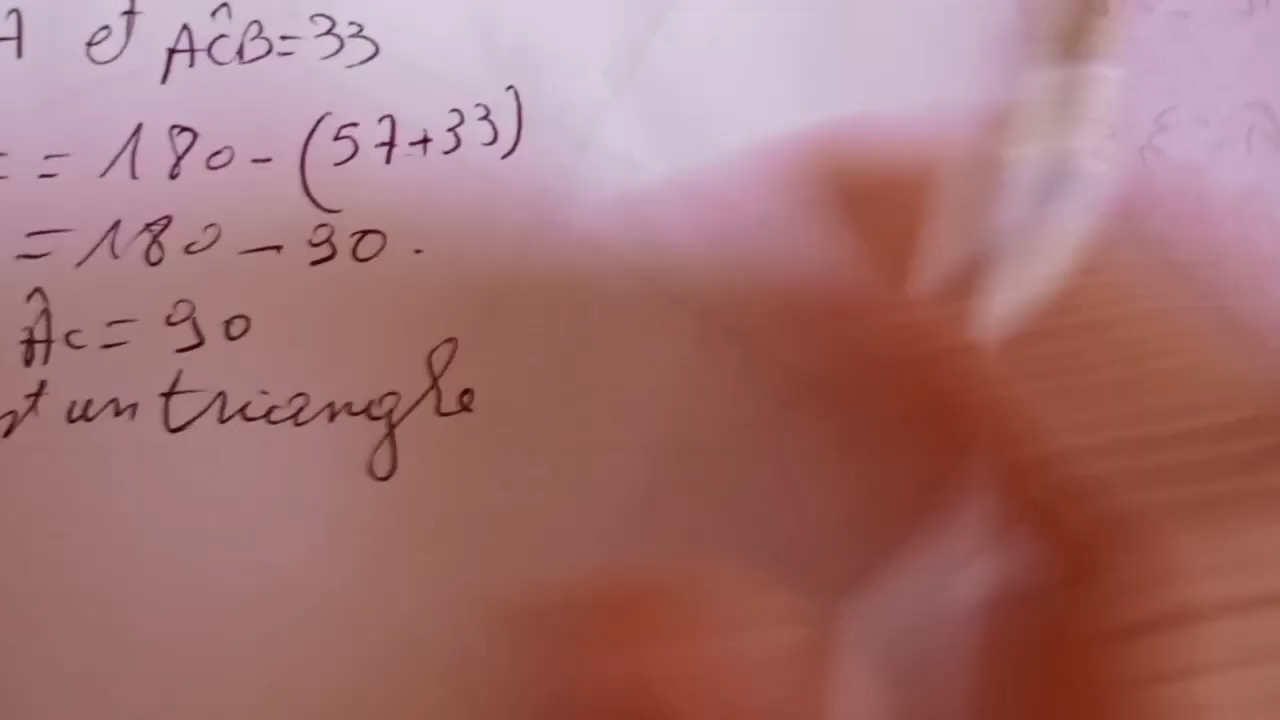 A et AĈB=33
= 180-(57+33)
=180-90.
Âc=90
un triangle